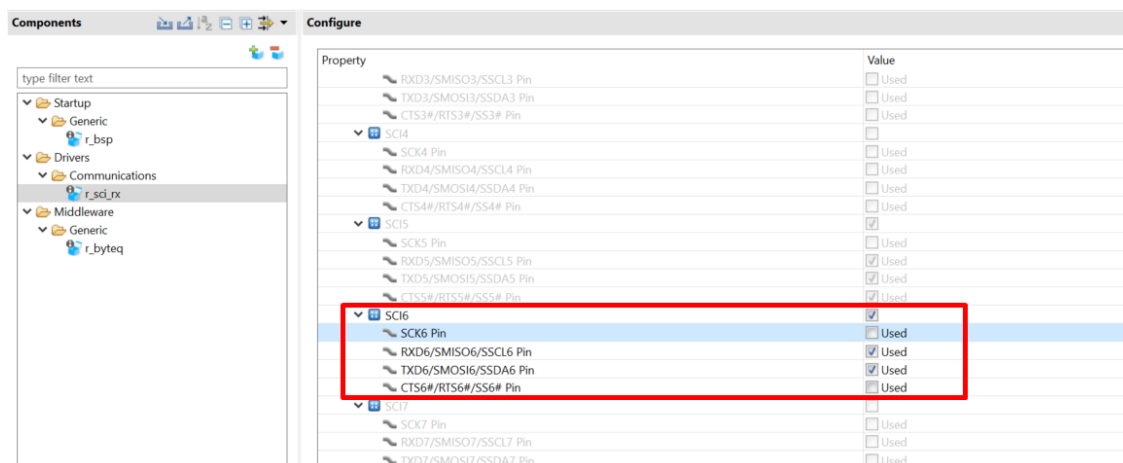 Components
Configure
type filter text
Startup
Generic
r_bsp
Drivers
Communications
r_sci_rx
Middleware
Generic
r_byteq
Property Value
RXD3/SMISO3/SSCL3 Pin Used
TXD3/SMOSI3/SSDA3 Pin Used
CTS3#/RTS3#/SS3# Pin Used
SCI4
SCK4 Pin Used
RXD4/SMISO4/SSCL4 Pin Used
TXD4/SMOSI4/SSDA4 Pin Used
CTS4#/RTS4#/SS4# Pin Used
SCI5
SCK5 Pin Used
RXD5/SMISO5/SSCL5 Pin Used
TXD5/SMOSI5/SSDA5 Pin Used
CTS5#/RTS5#/SS5# Pin Used
SCI6
SCK6 Pin Used
RXD6/SMISO6/SSCL6 Pin Used
TXD6/SMOSI6/SSDA6 Pin Used
CTS6#/RTS6#/SS6# Pin Used
SCI7
SCK7 Pin Used
RXD7/SMISO7/SSCL7 Pin Used
TXD7/SMOSI7/SSDA7 Pin Used